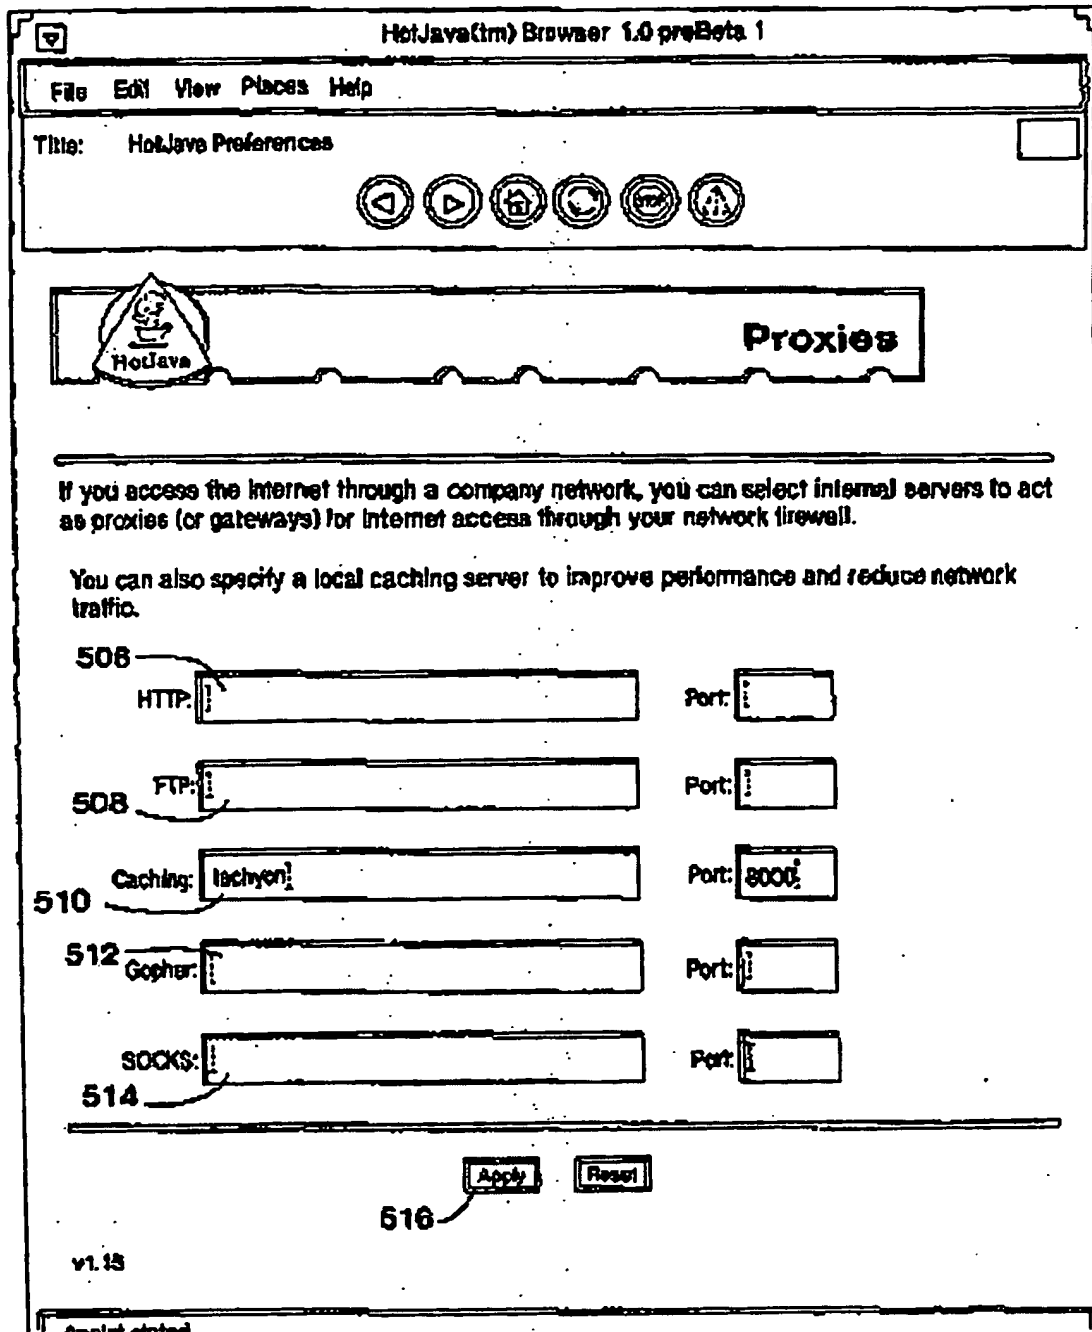 HotJava(tm) Browser 1.0 preBeta 1
File Edit View Places Help
Title: HotJava Preferences
STOP
HotJava
Proxies
If you access the Internet through a company network, you can select internal servers to act
as proxies (or gateways) for Internet access through your network firewall.
You can also specify a local caching server to improve performance and reduce network
traffic.
506
HTTP: Port:
FTP: Port:
508
Caching: tachyon Port: 8000
510
512
Gopher: Port:
SOCKS: Port:
514
Apply Reset
516
Applet